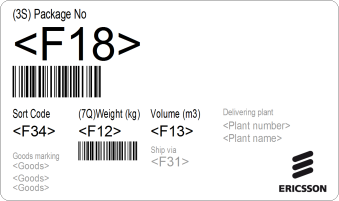 (3S) Package No
<F18>
Sort Code
<F34>
(7Q)Weight (kg)
<F12>
Volume (m3)
<F13>
Delivering plant
<Plant number>
<Plant name>
Goods marking
<Goods>
<Goods>
<Goods>
Ship via
<F31>
ERICSSON